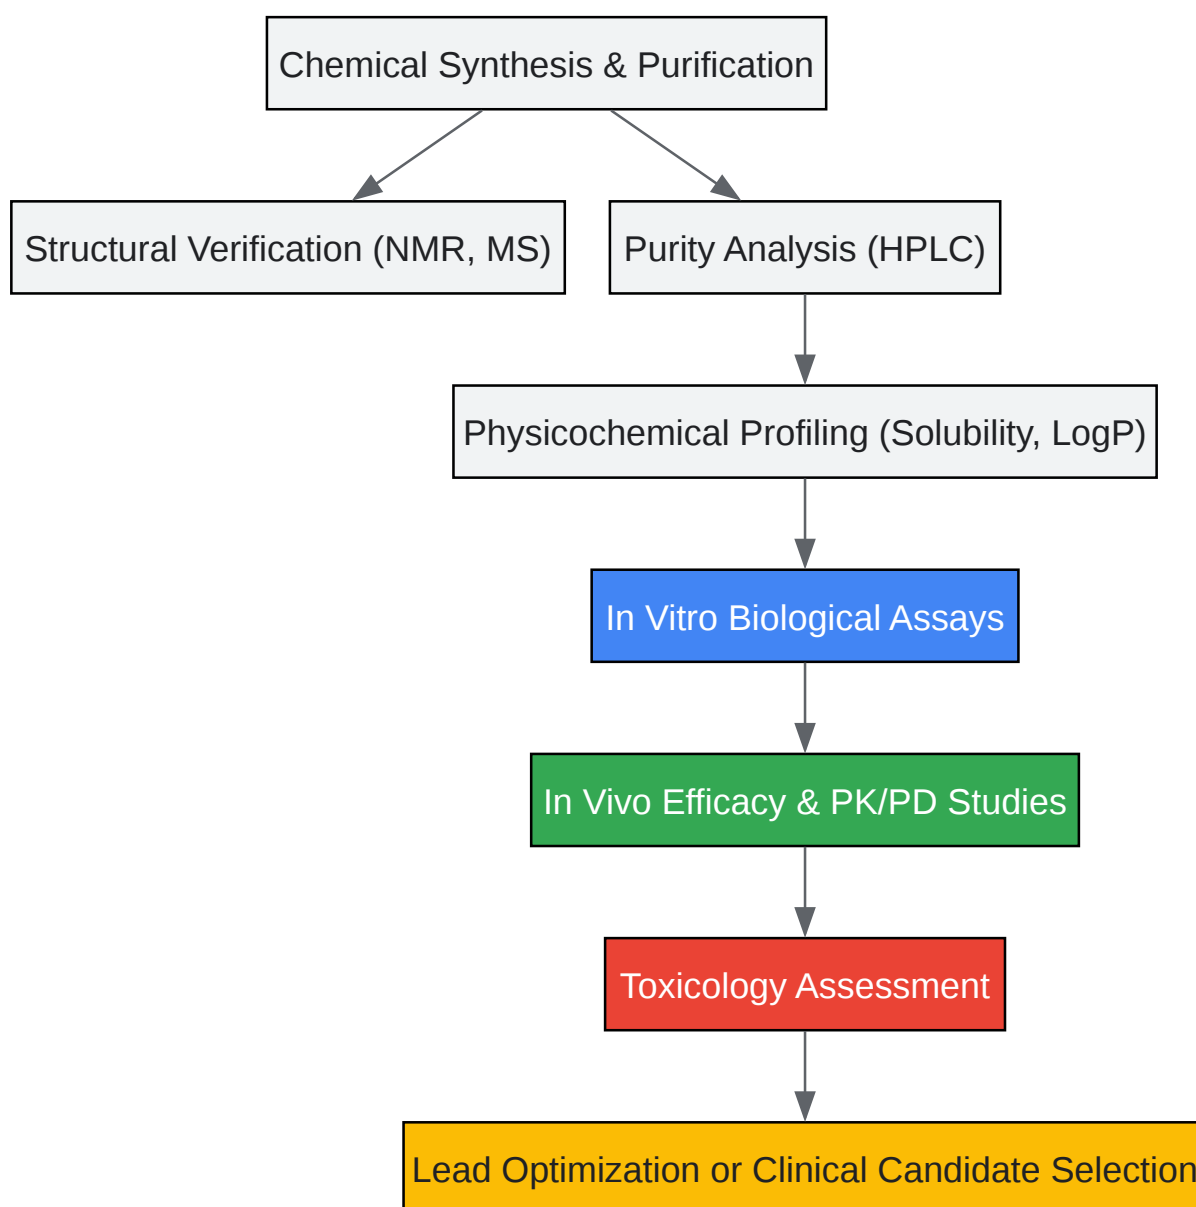 Chemical Synthesis & Purification
Structural Verification (NMR, MS)
Purity Analysis (HPLC)
Physicochemical Profiling (Solubility, LogP)
In Vitro Biological Assays
In Vivo Efficacy & PK/PD Studies
Toxicology Assessment
Lead Optimization or Clinical Candidate Selection